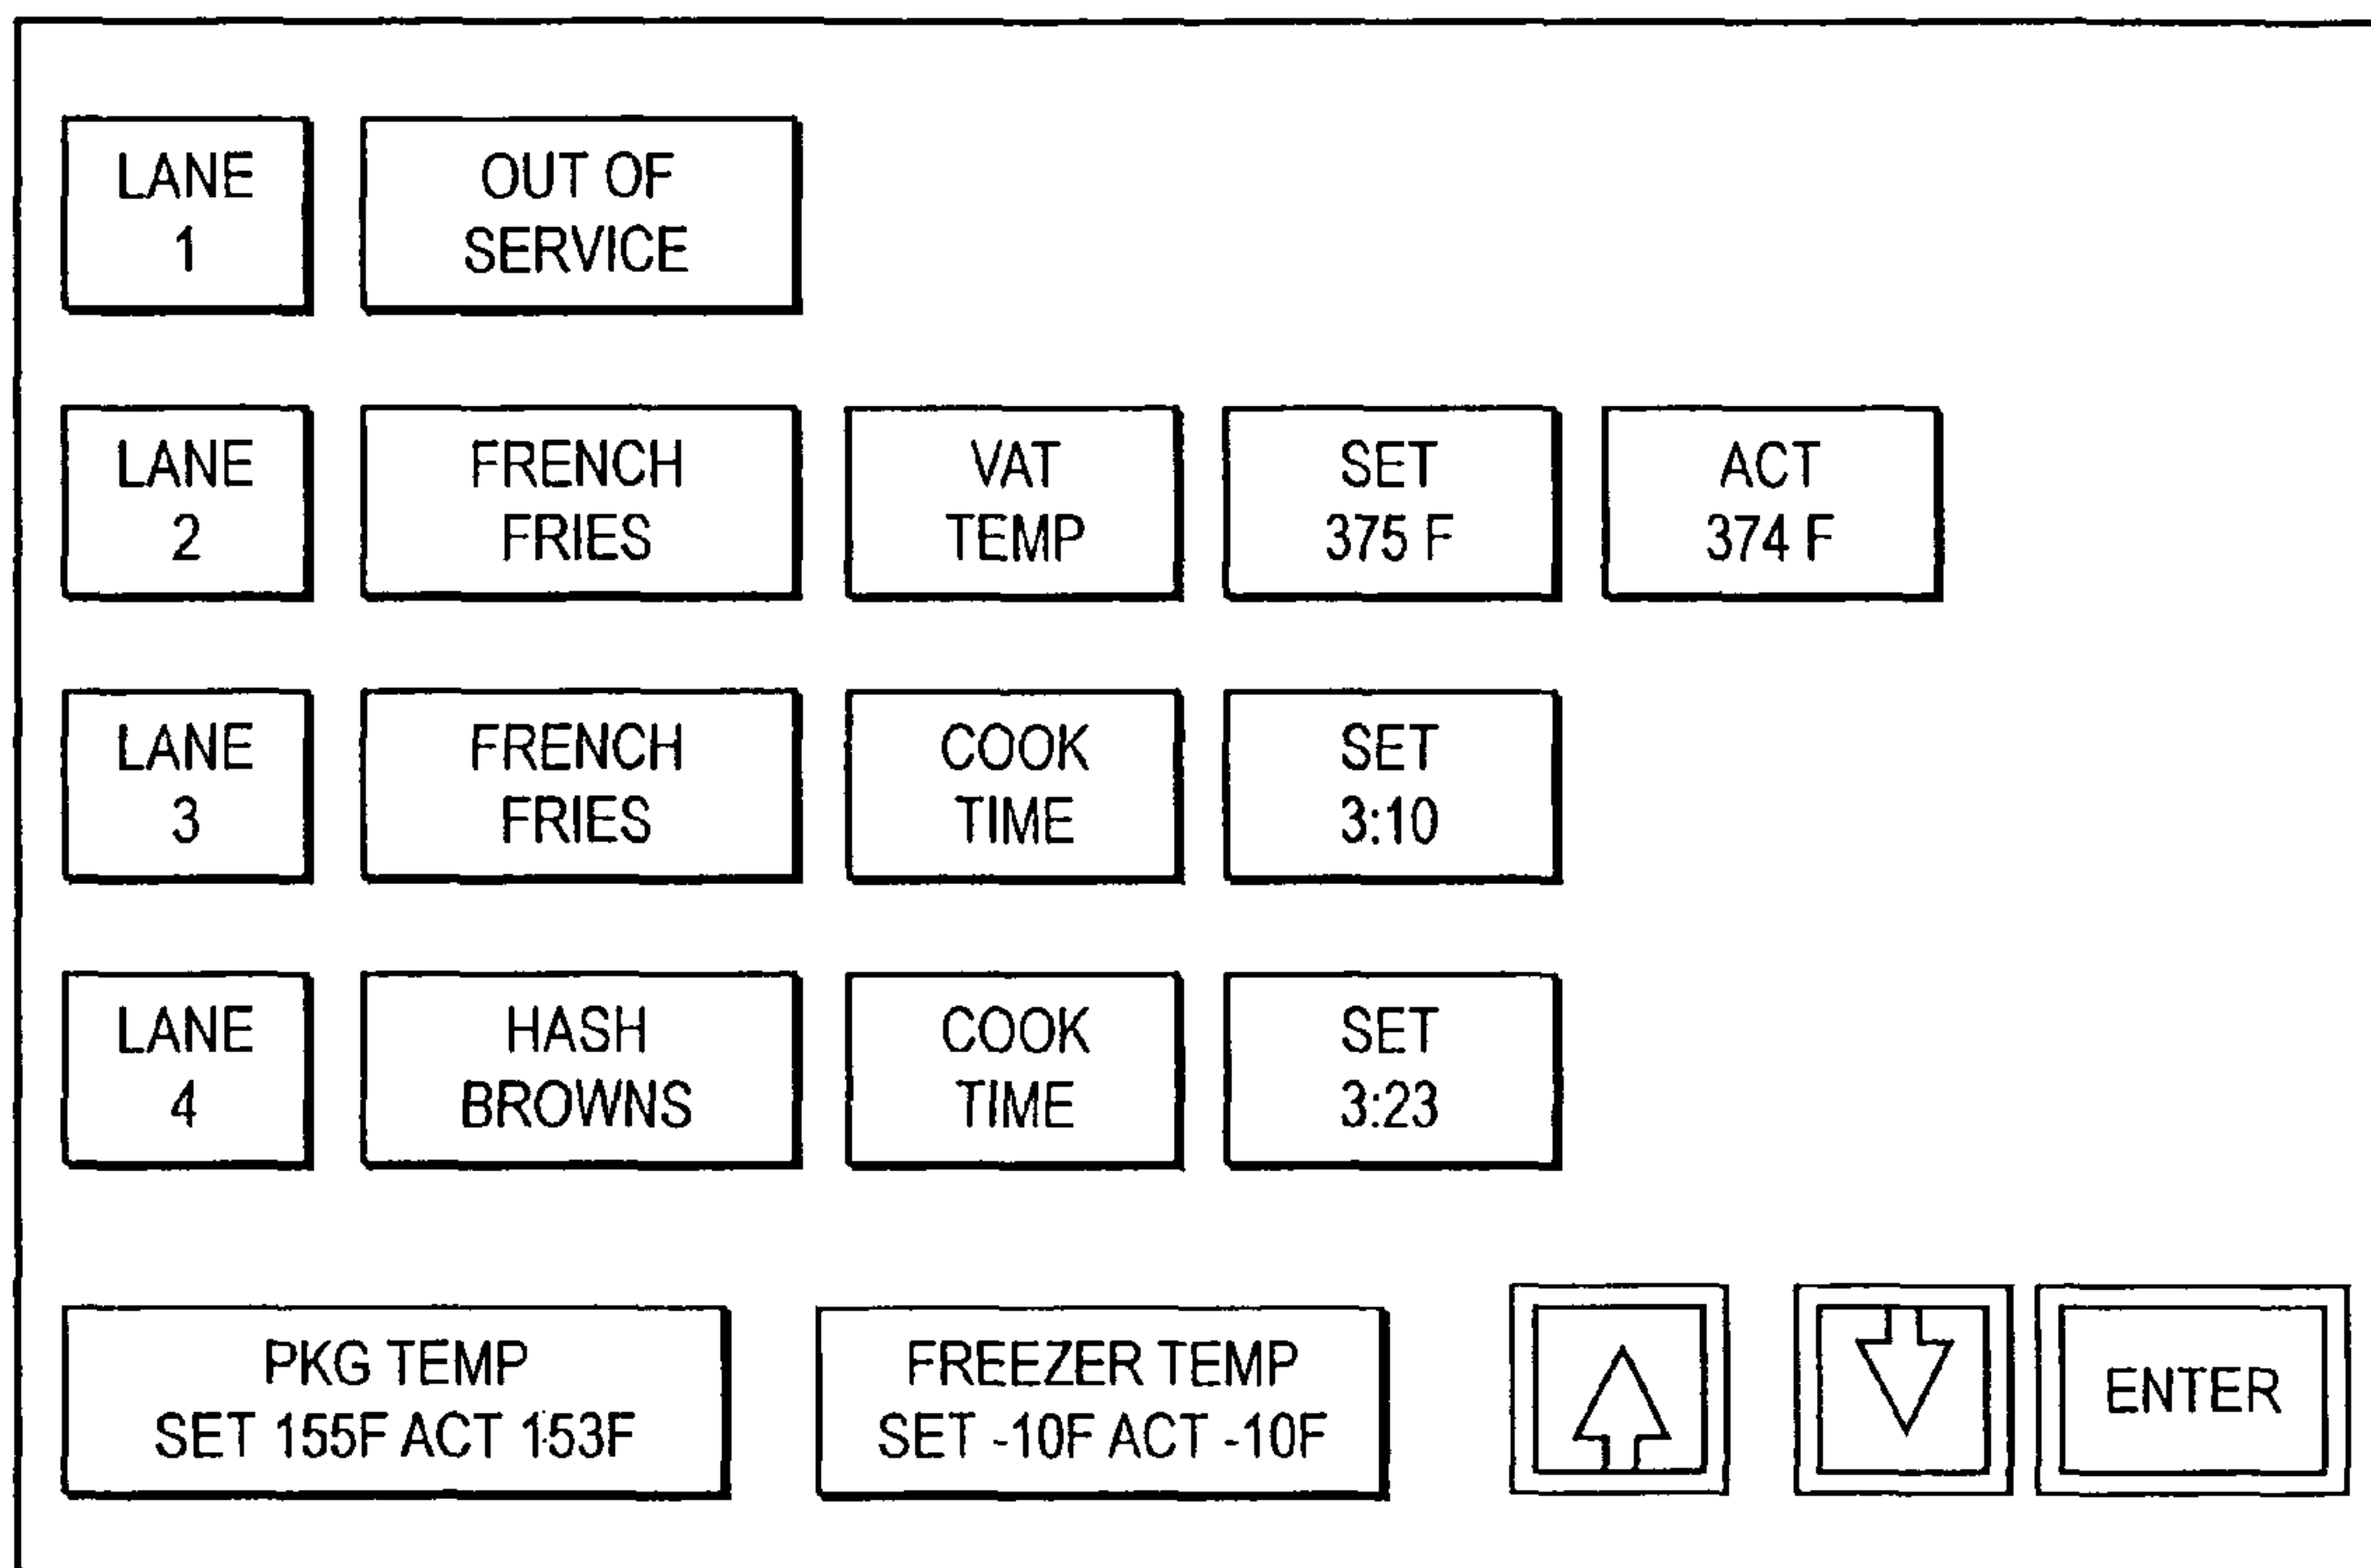 LANE
1
OUT OF
SERVICE
LANE
2
FRENCH
FRIES
VAT
TEMP
SET
375 F
ACT
374 F
LANE
3
FRENCH
FRIES
COOK
TIME
SET
3:10
LANE
4
HASH
BROWNS
COOK
TIME
SET
3:23
PKG TEMP
SET 155F ACT 153F
FREEZER TEMP
SET -10F ACT -10F
ENTER